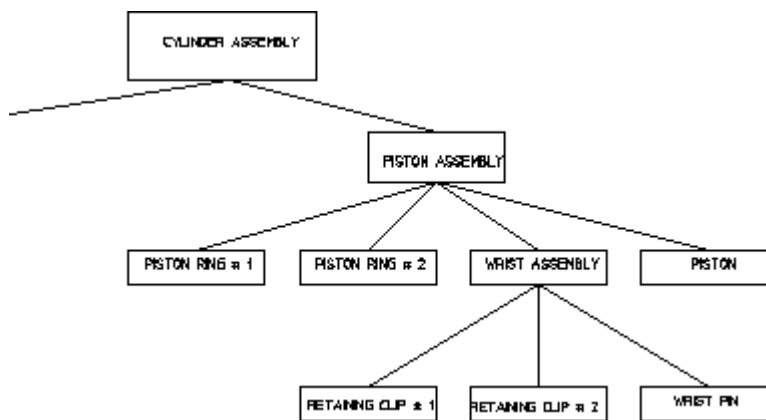 CYLINDER ASSEMBLY
PISTON ASSEMBLY
PISTON RING # 1
PISTON RING # 2
WRIST ASSEMBLY
PISTON
RETAINING CLIP # 1
RETAINING CLIP # 2
WRIST PIN